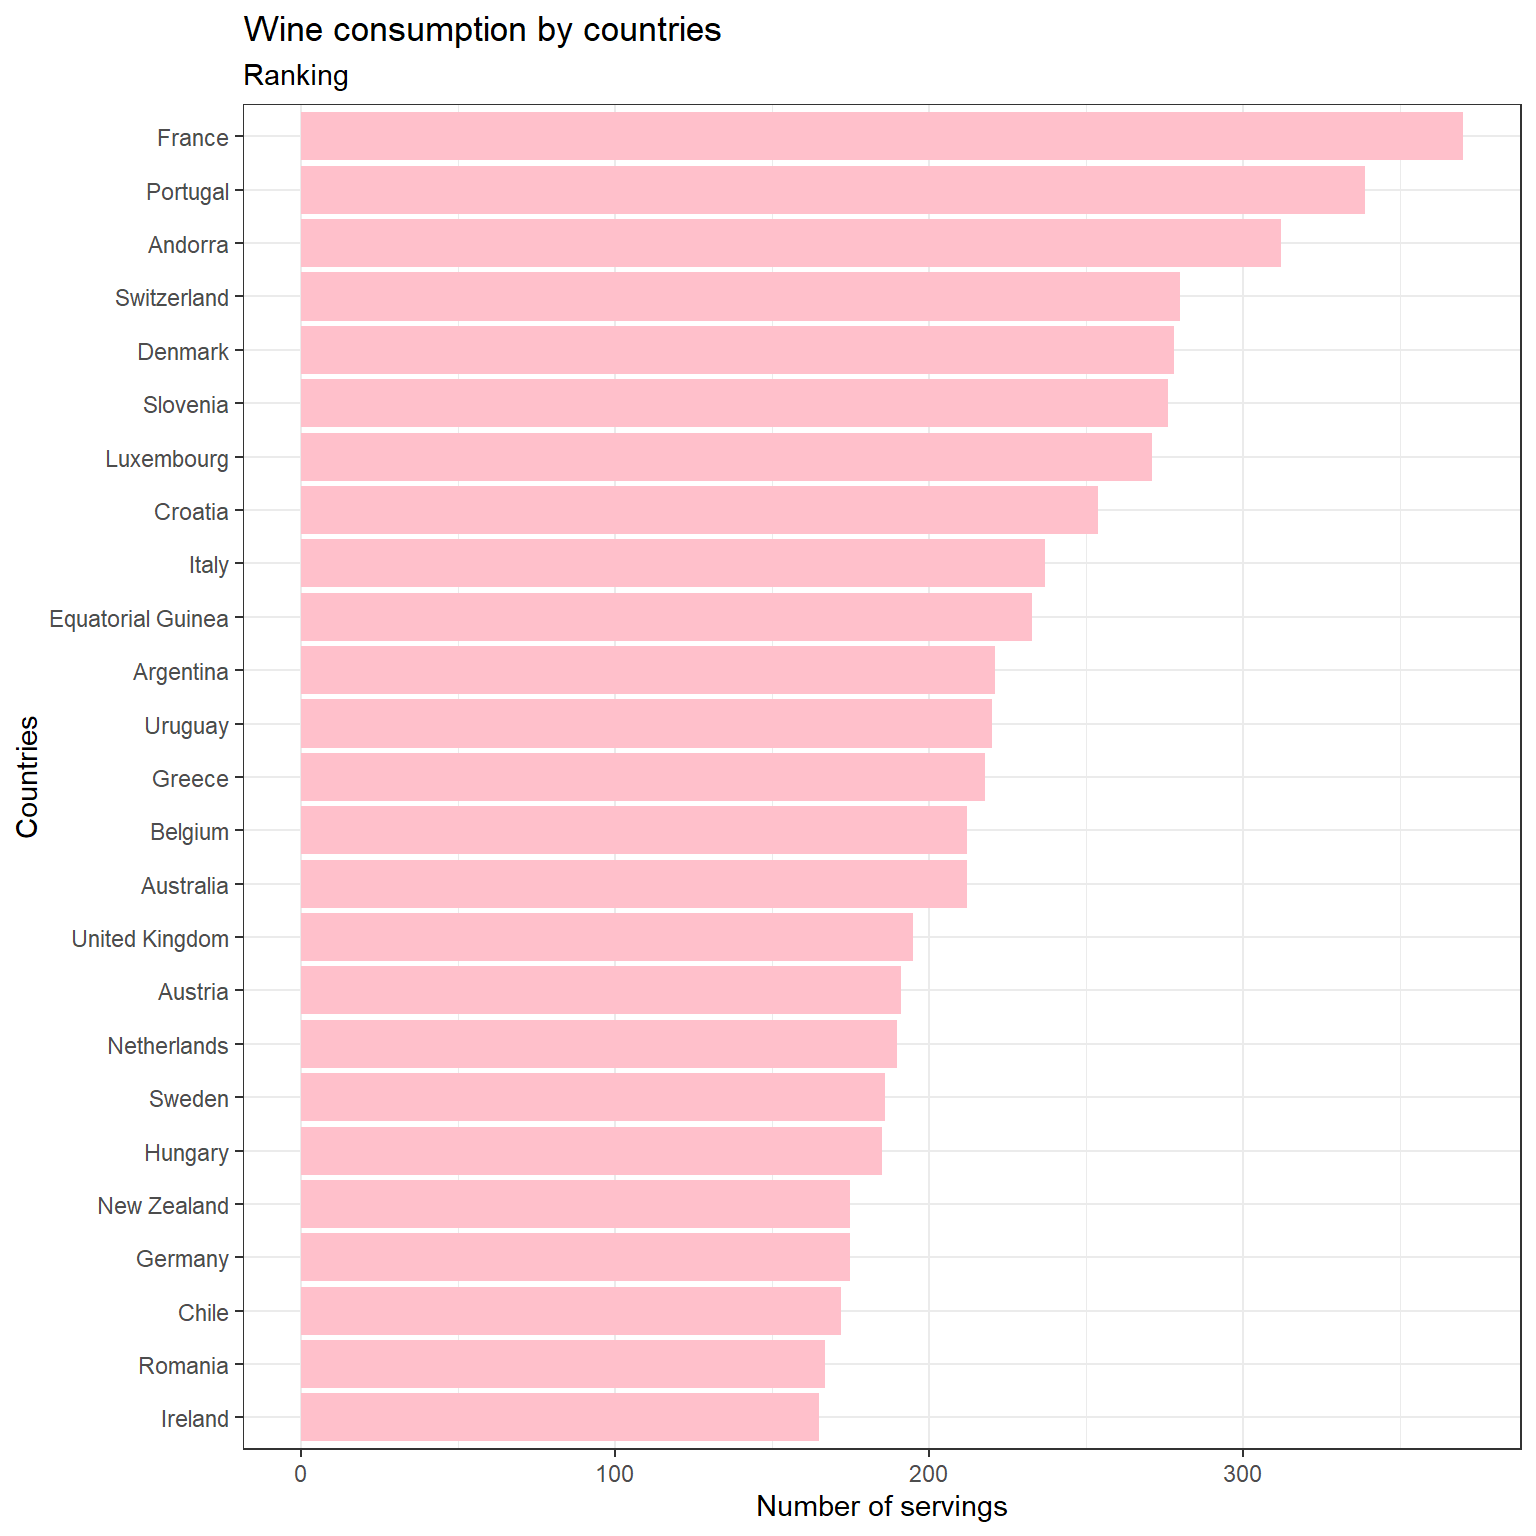 Wine consumption by countries
Ranking
France
Portugal
Andorra
Switzerland
Denmark
Slovenia
Luxembourg
Croatia
Italy
Equatorial Guinea
Argentina
Uruguay
Greece
Belgium
Australia
United Kingdom
Austria
Netherlands
Sweden
Hungary
New Zealand
Germany
Chile
Romania
Ireland
Countries
0 100 200 300
Number of servings